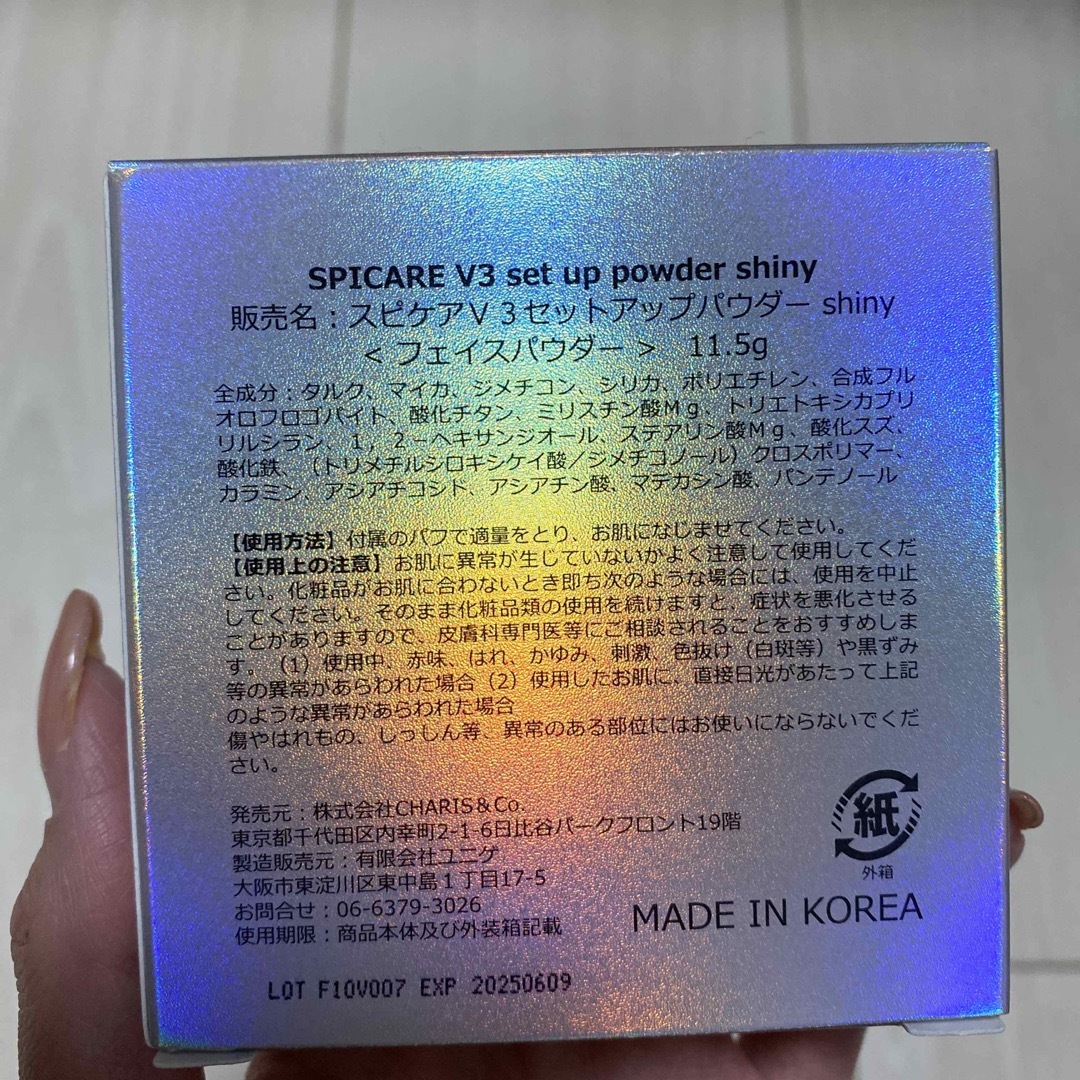 SPICARE V3 set up powder shiny
販売名：スピケアＶ３セットアップパウダー shiny
＜ フェイスパウダー ＞ 11.5g
全成分：タルク、マイカ、ジメチコン、シリカ、ポリエチレン、合成フル
オロフロゴパイト、酸化チタン、ミリスチン酸Ｍｇ、トリエトキシカプリ
リルシラン、１，２－ヘキサンジオール、ステアリン酸Ｍｇ、酸化スズ、
酸化鉄、（トリメチルシロキシケイ酸／ジメチコノール）クロスポリマー、
カラミン、アシアチコシド、アシアチン酸、マデカシン酸、パンテノール
【使用方法】付属のパフで適量をとり、お肌になじませてください。
【使用上の注意】お肌に異常が生じていないかよく注意して使用してくだ
さい。化粧品がお肌に合わないとき即ち次のような場合には、使用を中止
してください。そのまま化粧品類の使用を続けますと、症状を悪化させる
ことがありますので、皮膚科専門医等にご相談されることをおすすめしま
す。（1）使用中、赤味、はれ、かゆみ、刺激、色抜け（白斑等）や黒ずみ
等の異常があらわれた場合（2）使用したお肌に、直接日光があたって上記
のような異常があらわれた場合
傷やはれもの、しっしん等、異常のある部位にはお使いにならないでくだ
さい。
発売元：株式会社CHARIS＆Co.
東京都千代田区内幸町2-1-6日比谷パークフロント19階
製造販売元：有限会社ユニゲ
大阪市東淀川区東中島１丁目17-5
お問合せ：06-6379-3026
使用期限：商品本体及び外装箱記載
紙
外箱
MADE IN KOREA
LOT F10V007 EXP 20250609